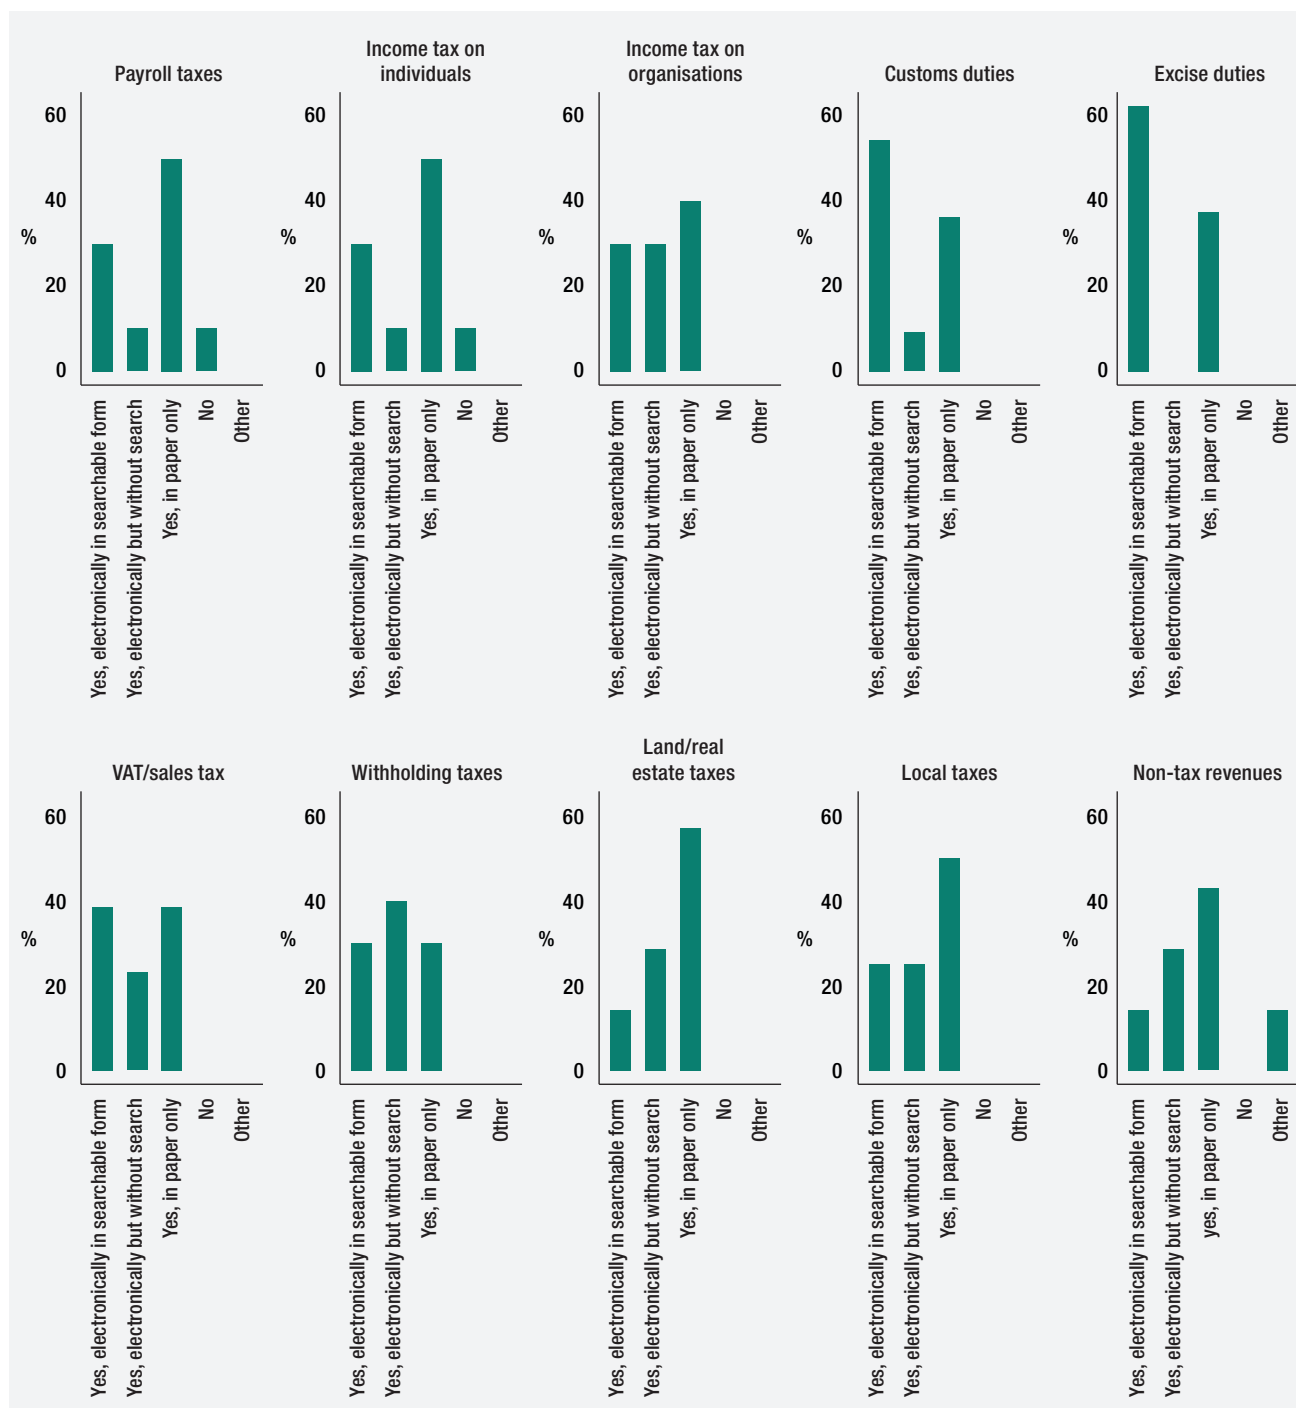 Payroll taxes
60
40
%
20
0
Yes, electronically in searchable form
Yes, electronically but without search
Yes, in paper only
No
Other
Income tax on
individuals
60
40
%
20
0
Yes, electronically in searchable form
Yes, electronically but without search
Yes, in paper only
No
Other
Income tax on
organisations
60
40
%
20
0
Yes, electronically in searchable form
Yes, electronically but without search
Yes, in paper only
No
Other
Customs duties
60
40
%
20
0
Yes, electronically in searchable form
Yes, electronically but without search
Yes, in paper only
No
Other
Excise duties
60
40
%
20
0
Yes, electronically in searchable form
Yes, electronically but without search
Yes, in paper only
No
Other
VAT/sales tax
60
40
%
20
0
Yes, electronically in searchable form
Yes, electronically but without search
Yes, in paper only
No
Other
Withholding taxes
60
40
%
20
0
Yes, electronically in searchable form
Yes, electronically but without search
Yes, in paper only
No
Other
Land/real
estate taxes
60
40
%
20
0
Yes, electronically in searchable form
Yes, electronically but without search
Yes, in paper only
No
Other
Local taxes
60
40
%
20
0
Yes, electronically in searchable form
Yes, electronically but without search
Yes, in paper only
No
Other
Non-tax revenues
60
40
%
20
0
Yes, electronically in searchable form
Yes, electronically but without search
yes, in paper only
No
Other